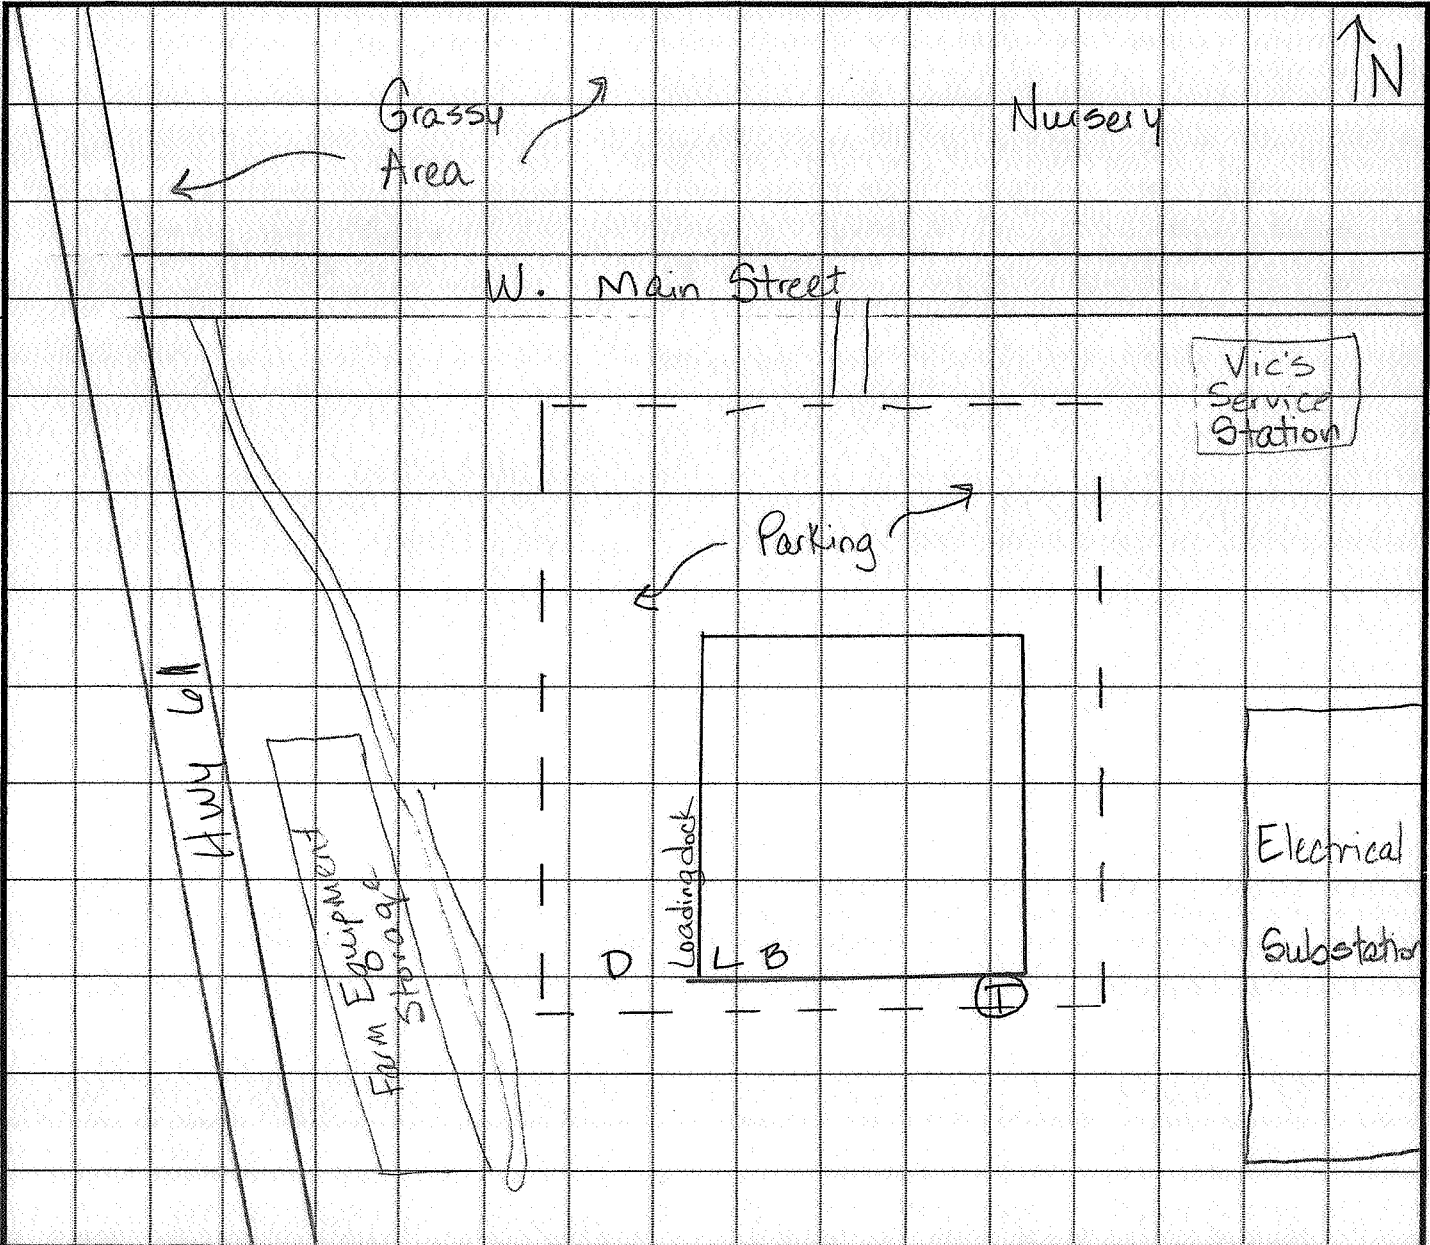 N
Grassy
Area
Nursery
W. Main Street
Vic's
Service
Station
Parking
Hwy 61
Farm Equipment
Storage
Loading dock
D
L B
I
Electrical
Substation